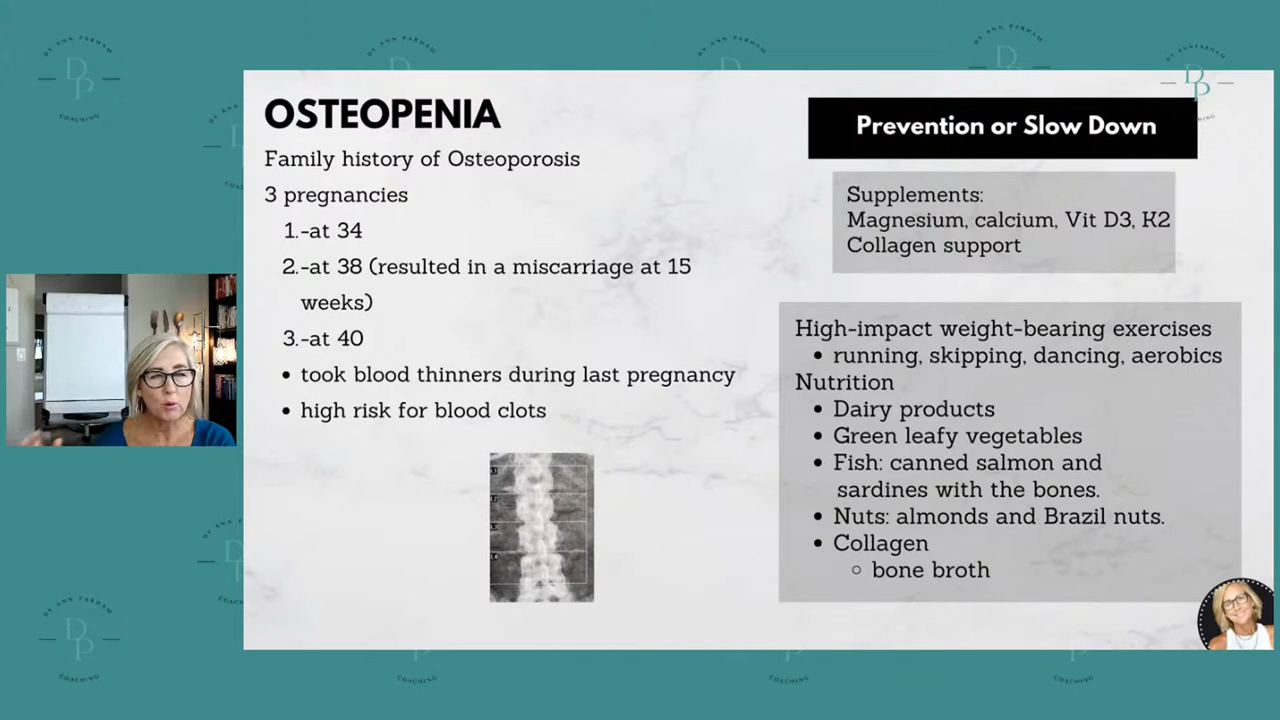 OSTEOPENIA
Family history of Osteoporosis
3 pregnancies
1.-at 34
2.-at 38 (resulted in a miscarriage at 15
weeks)
3.-at 40
• took blood thinners during last pregnancy
• high risk for blood clots
Prevention or Slow Down
Supplements:
Magnesium, calcium, Vit D3, K2
Collagen support
High-impact weight-bearing exercises
• running, skipping, dancing, aerobics
Nutrition
• Dairy products
• Green leafy vegetables
• Fish: canned salmon and
sardines with the bones.
• Nuts: almonds and Brazil nuts.
• Collagen
○ bone broth
DP
COACHING